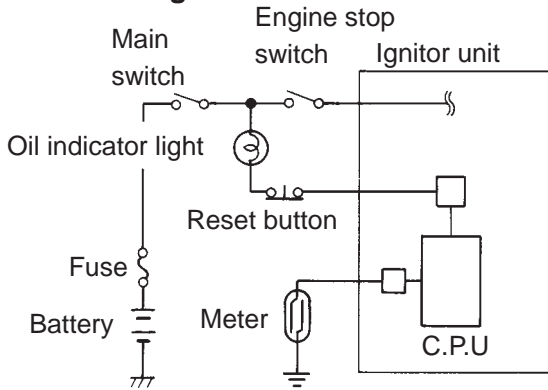 Engine stop
switch
Main
switch
Ignitor unit
Oil indicator light
Reset button
Fuse
Battery
Meter
C.P.U